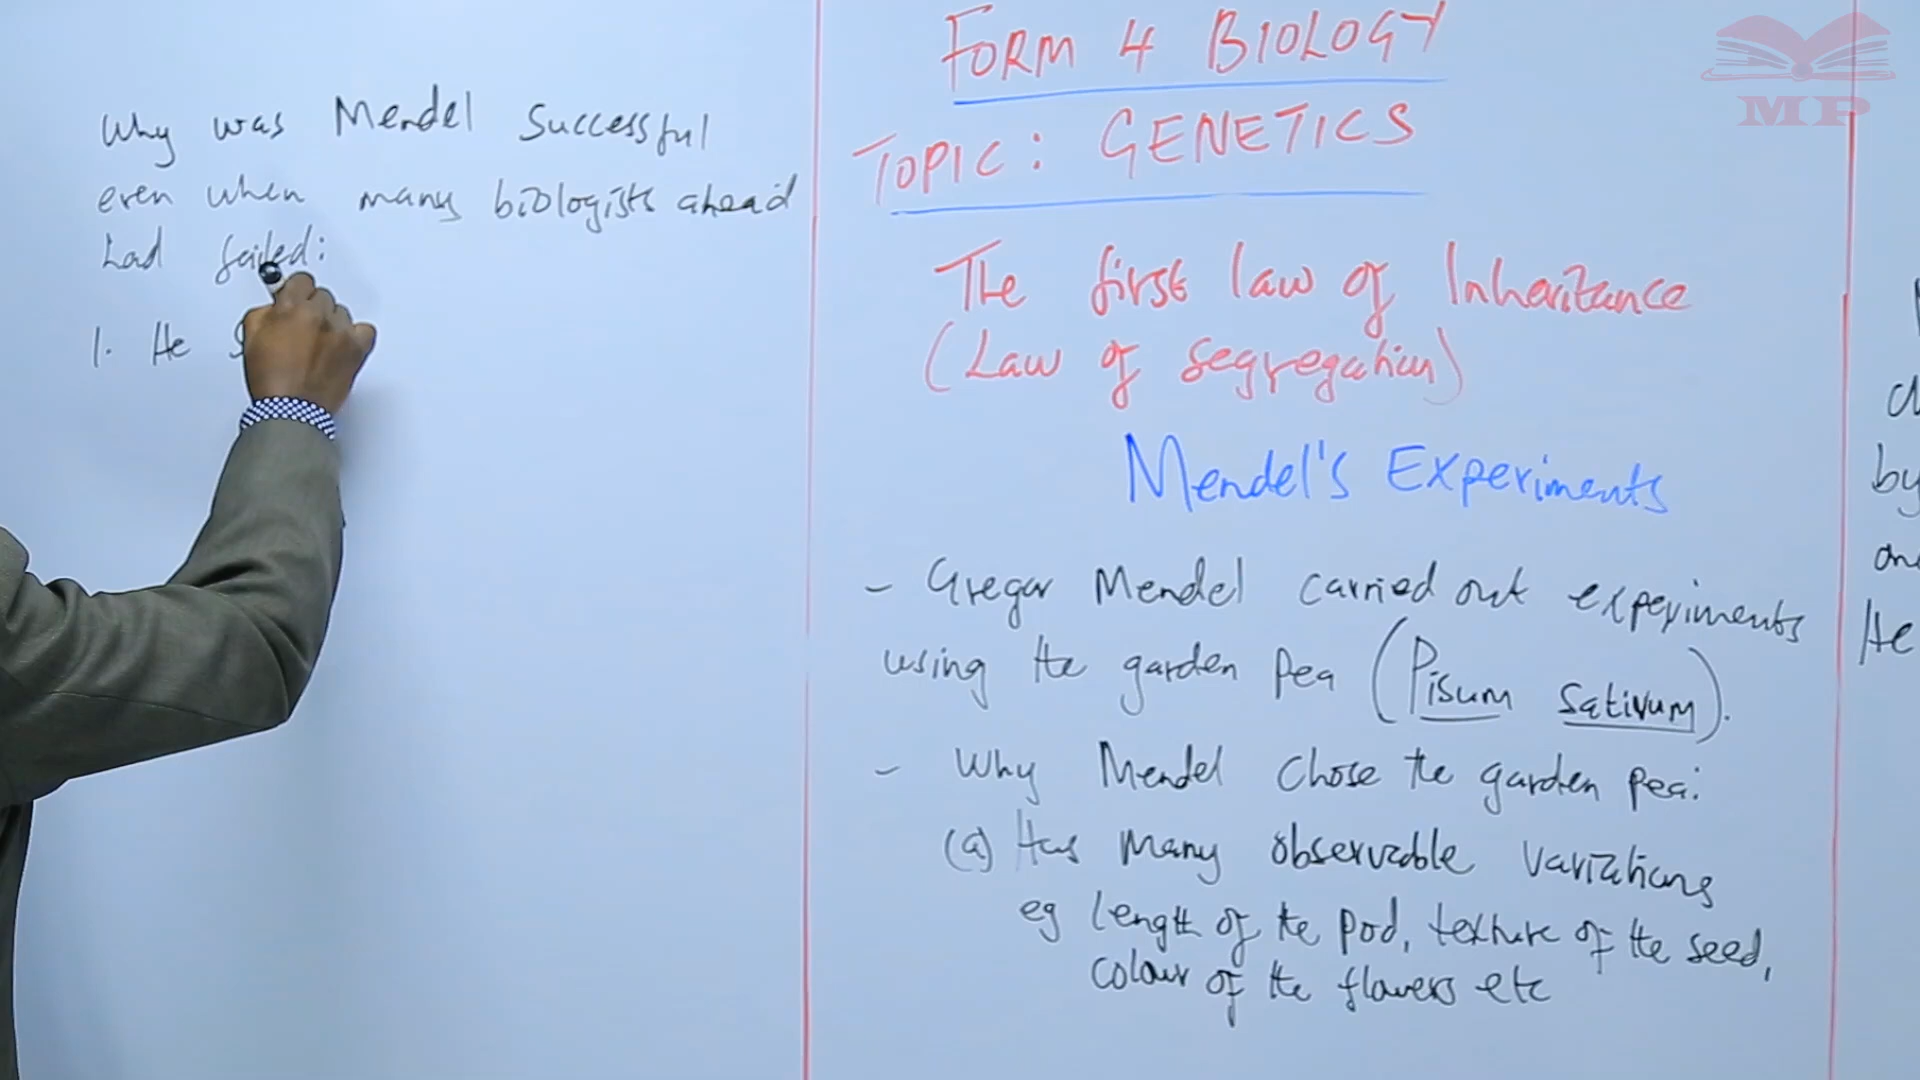 Why was Mendel Successful
even when many biologists ahead
had failed:
1. He
FORM 4 BIOLOGY
TOPIC: GENETICS
The first law of Inheritance
(Law of segregation)
Mendel's Experiments
- Gregor Mendel carried out experiments
using the garden pea (Pisum sativum).
- Why Mendel chose the garden pea:
(a) Has many observable variations
eg length of the pod, texture of the seed,
colour of the flowers etc
MP
by
He